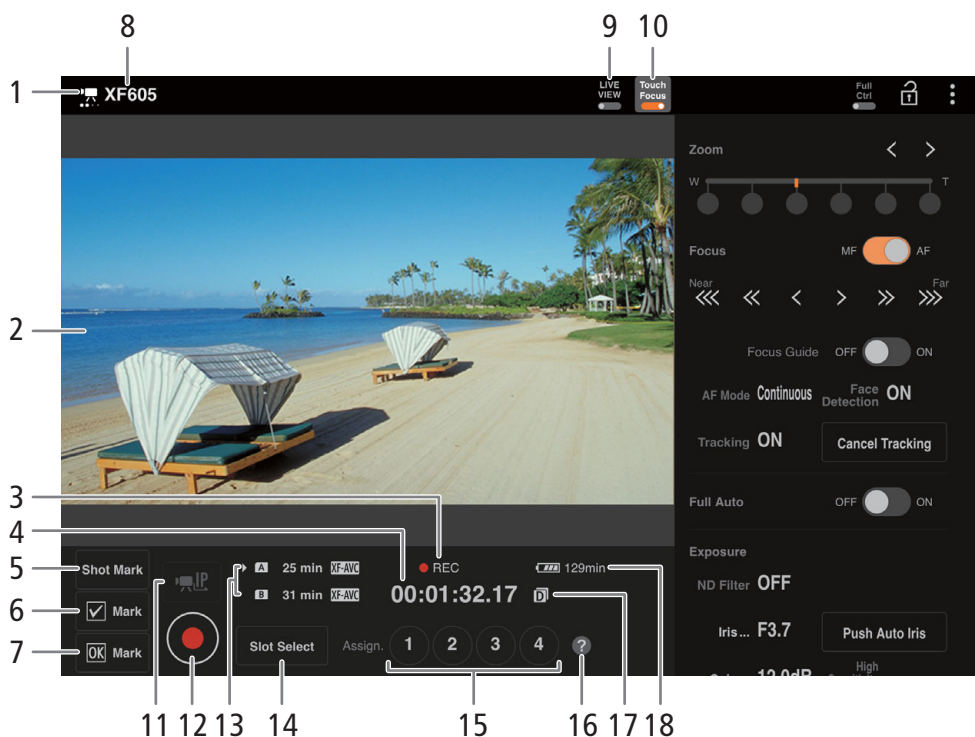 8 9 10
1
XF605
LIVE VIEW
Touch Focus
Full Ctrl
Zoom
W T
Focus MF AF
Near Far
Focus Guide OFF ON
AF Mode Continuous Face Detection ON
Tracking ON Cancel Tracking
Full Auto OFF ON
Exposure
ND Filter OFF
Iris... F3.7 Push Auto Iris
12.0dB High
2
3
4
5
6
7
Shot Mark
Mark
OK Mark
IP
A 25 min XF-AVC
B 31 min XF-AVC
REC
00:01:32.17
129min
D
Slot Select
Assign. 1 2 3 4 ?
11 12 13 14 15 16 17 18